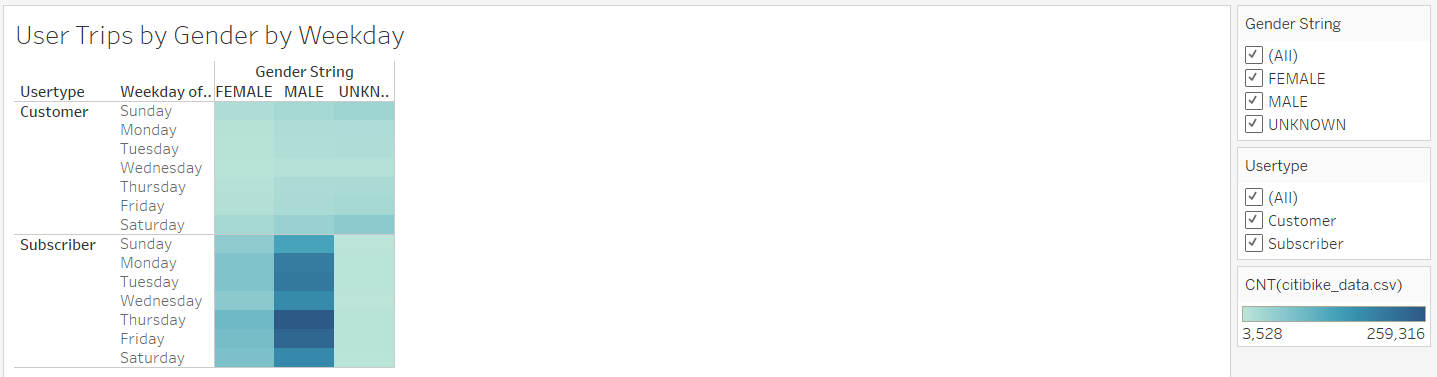 User Trips by Gender by Weekday
Gender String
Usertype Weekday of.. FEMALE MALE UNKN..
Customer Sunday
Monday
Tuesday
Wednesday
Thursday
Friday
Saturday
Subscriber Sunday
Monday
Tuesday
Wednesday
Thursday
Friday
Saturday
Gender String
(All)
FEMALE
MALE
UNKNOWN
Usertype
(All)
Customer
Subscriber
CNT(citibike_data.csv)
3,528 259,316